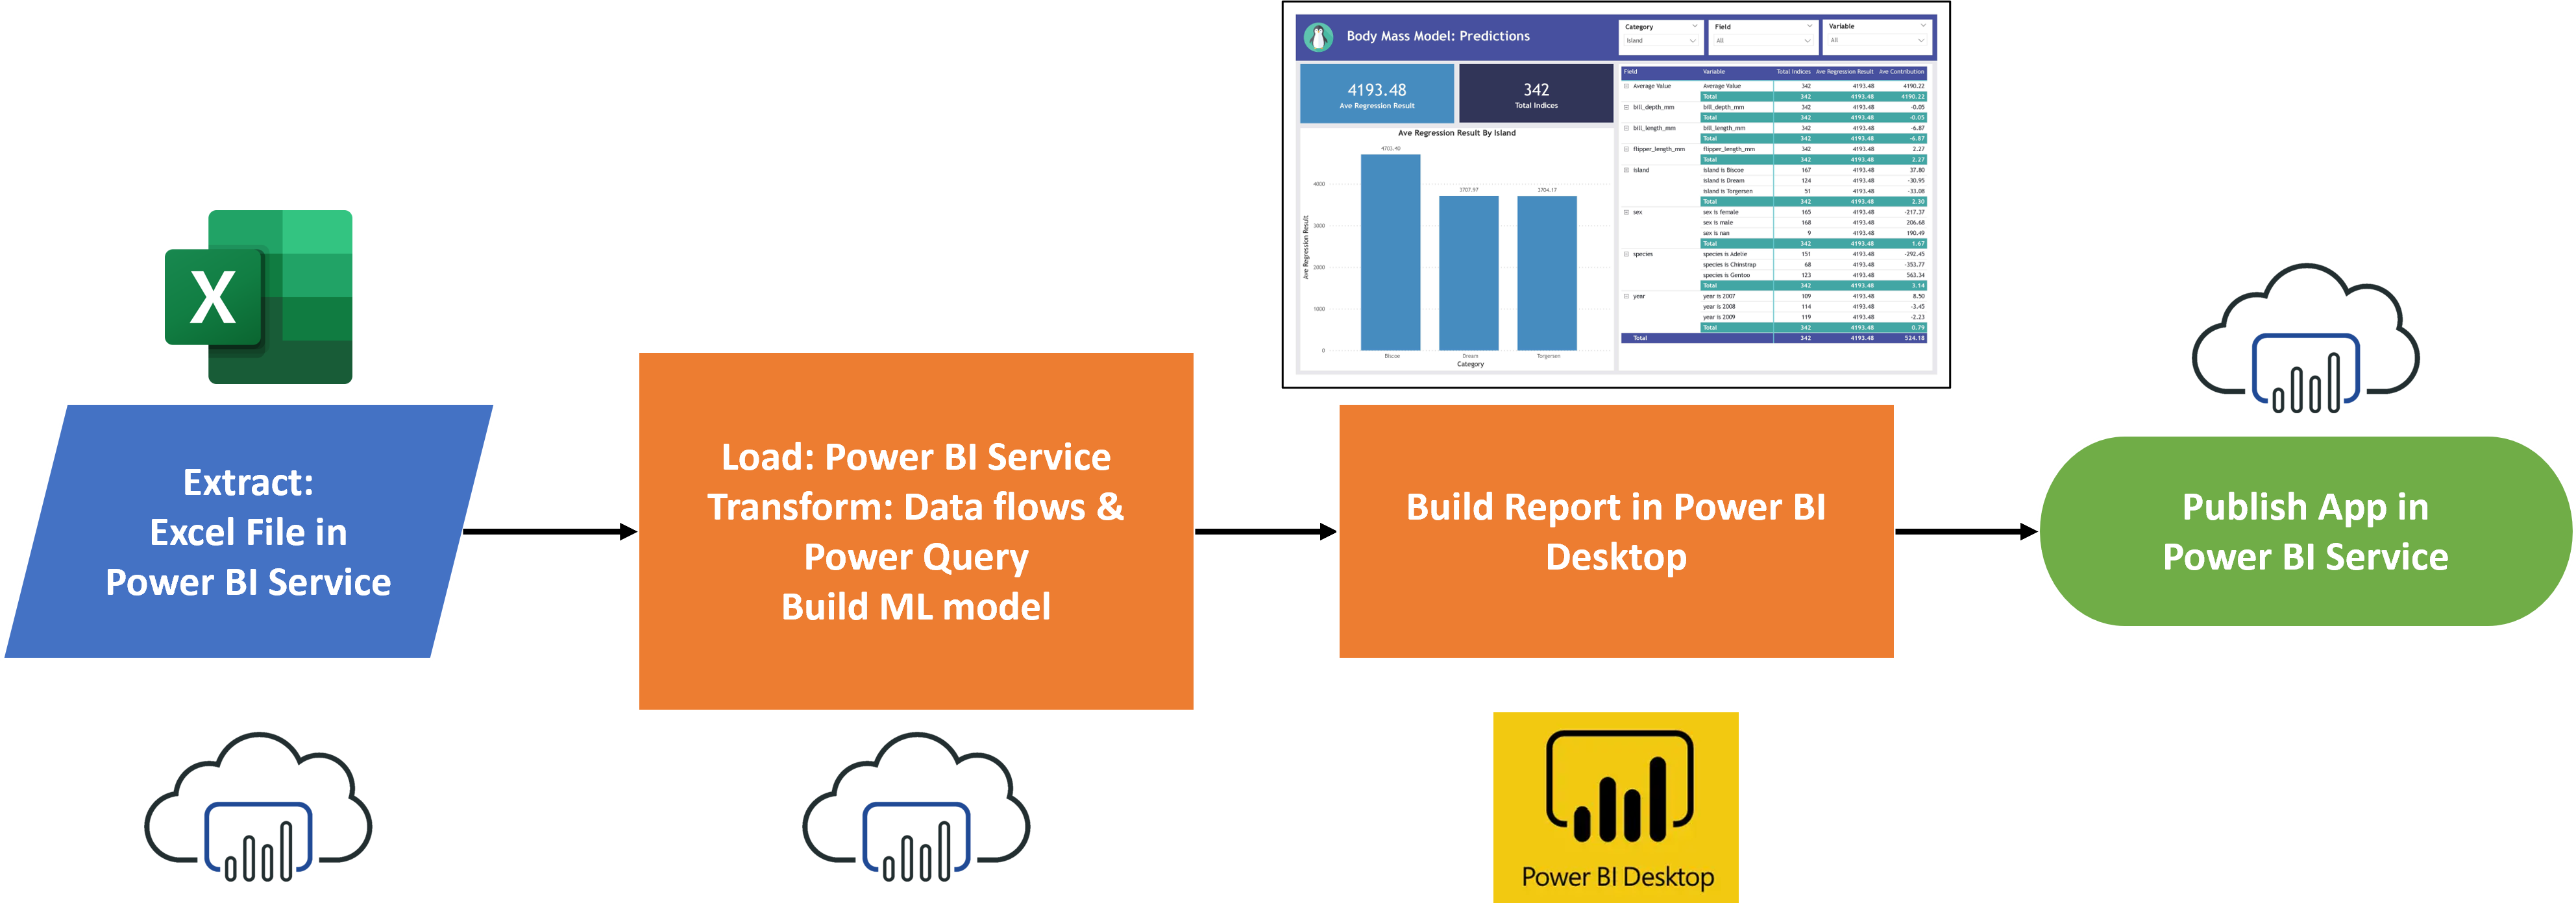 Body Mass Model: Predictions
Category
Island
Field
All
Variable
All
4193.48
Ave Regression Result
342
Total Indices
Ave Regression Result By Island
Ave Regression Result
4000
3000
2000
1000
0
4703.40
3707.97
3704.17
Biscoe
Dream
Torgersen
Category
Field Variable Total Indices Ave Regression Result Ave Contribution
Average Value Average Value 342 4193.48 4190.22
Total 342 4193.48 4190.22
bill_depth_mm bill_depth_mm 342 4193.48 -0.05
Total 342 4193.48 -0.05
bill_length_mm bill_length_mm 342 4193.48 -6.87
Total 342 4193.48 -6.87
flipper_length_mm flipper_length_mm 342 4193.48 2.27
Total 342 4193.48 2.27
island island is Biscoe 167 4193.48 37.80
island is Dream 124 4193.48 -30.95
island is Torgersen 51 4193.48 -33.08
Total 342 4193.48 2.30
sex sex is female 165 4193.48 -217.37
sex is male 168 4193.48 206.68
sex is nan 9 4193.48 190.49
Total 342 4193.48 1.67
species species is Adelie 151 4193.48 -292.45
species is Chinstrap 68 4193.48 -353.77
species is Gentoo 123 4193.48 563.34
Total 342 4193.48 3.14
year year is 2007 109 4193.48 8.50
year is 2008 114 4193.48 -3.45
year is 2009 119 4193.48 -2.23
Total 342 4193.48 0.79
Total 342 4193.48 524.18
X
Extract:
Excel File in
Power BI Service
Load: Power BI Service
Transform: Data flows &
Power Query
Build ML model
Build Report in Power BI
Desktop
Publish App in
Power BI Service
Power BI Desktop